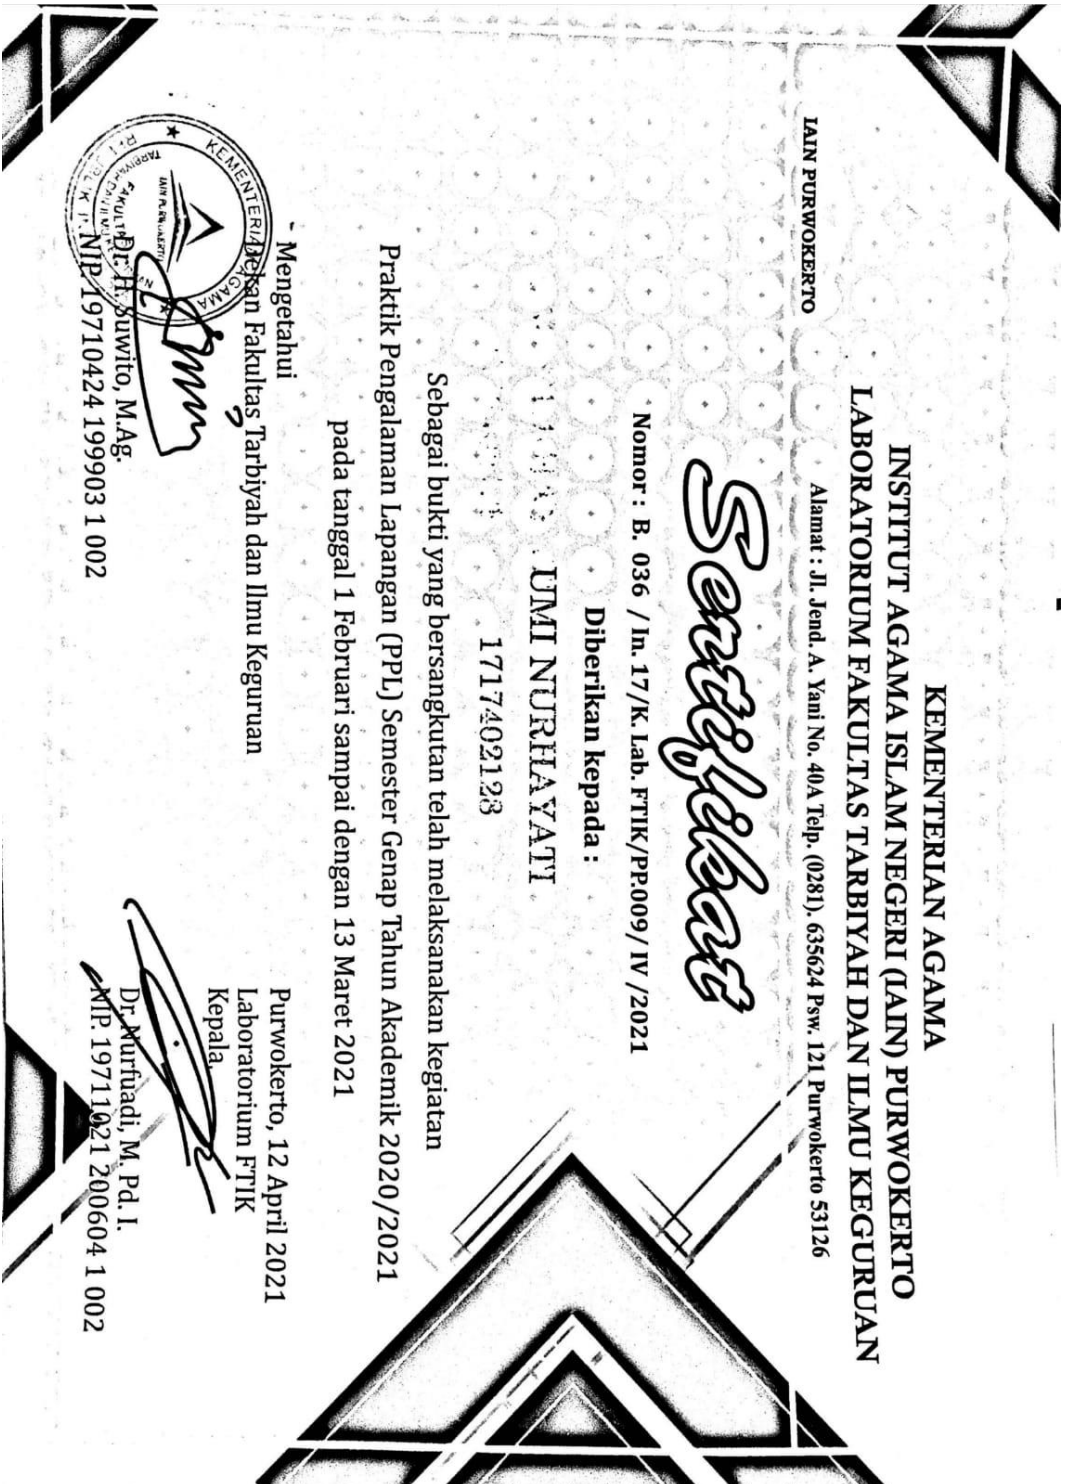 KEMENTERIAN AGAMA
INSTITUT AGAMA ISLAM NEGERI (IAIN) PURWOKERTO
LABORATORIUM FAKULTAS TARBIYAH DAN ILMU KEGURUAN
Alamat : Jl. Jend. A. Yani No. 40A Telp. (0281). 635624 Psw. 121 Purwokerto 53126
IAIN PURWOKERTO
Sertifikat
Nomor : B. 036 / In. 17/K. Lab. FTIK/PP.009/ IV /2021
Diberikan kepada :
UMI NURHAYATI
1717402123
Sebagai bukti yang bersangkutan telah melaksanakan kegiatan
Praktik Pengalaman Lapangan (PPL) Semester Genap Tahun Akademik 2020/2021
pada tanggal 1 Februari sampai dengan 13 Maret 2021
Mengetahui
Dekan Fakultas Tarbiyah dan Ilmu Keguruan
KEMENTERIAN AGAMA
IAIN PURWOKERTO
FAKULTAS
Dr. H. Suwito, M.Ag.
NIP. 19710424 199903 1 002
Purwokerto, 12 April 2021
Laboratorium FTIK
Kepala,
Dr. Nurfuadi, M. Pd. I.
NIP. 19711021 200604 1 002